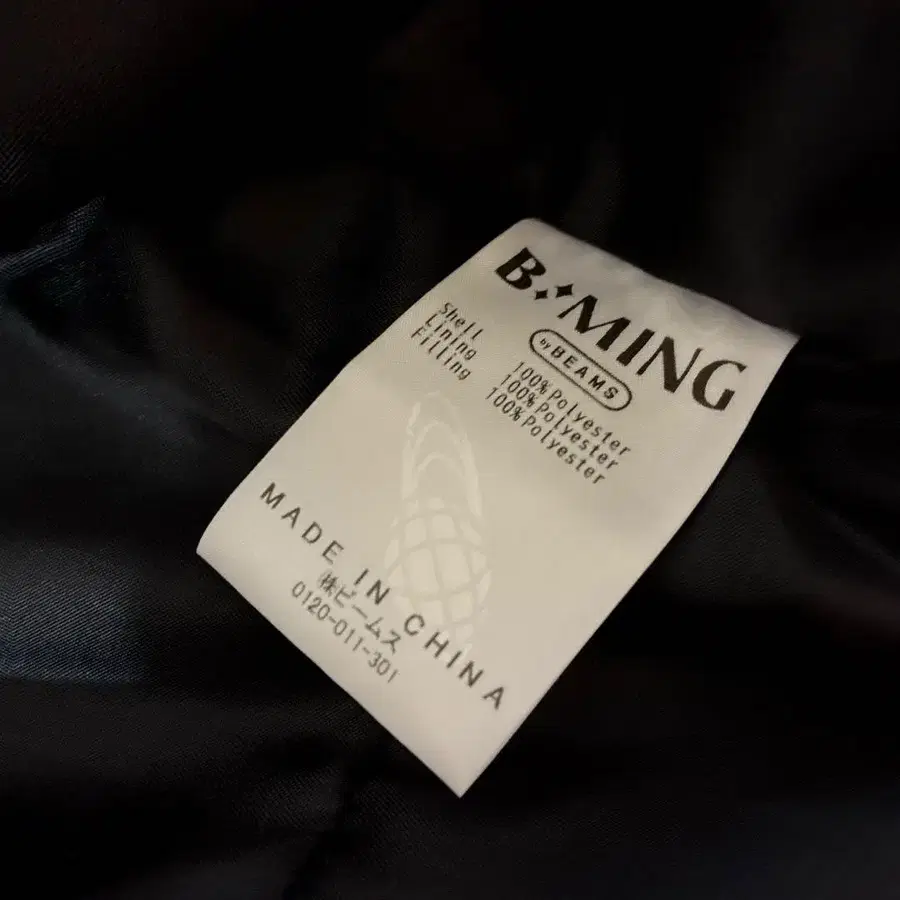 B MING
by BEAMS
Shell 100%Polyester
Lining 100%Polyester
Filling 100%Polyester
MADE IN CHINA
㈱ビームス
0120-011-301